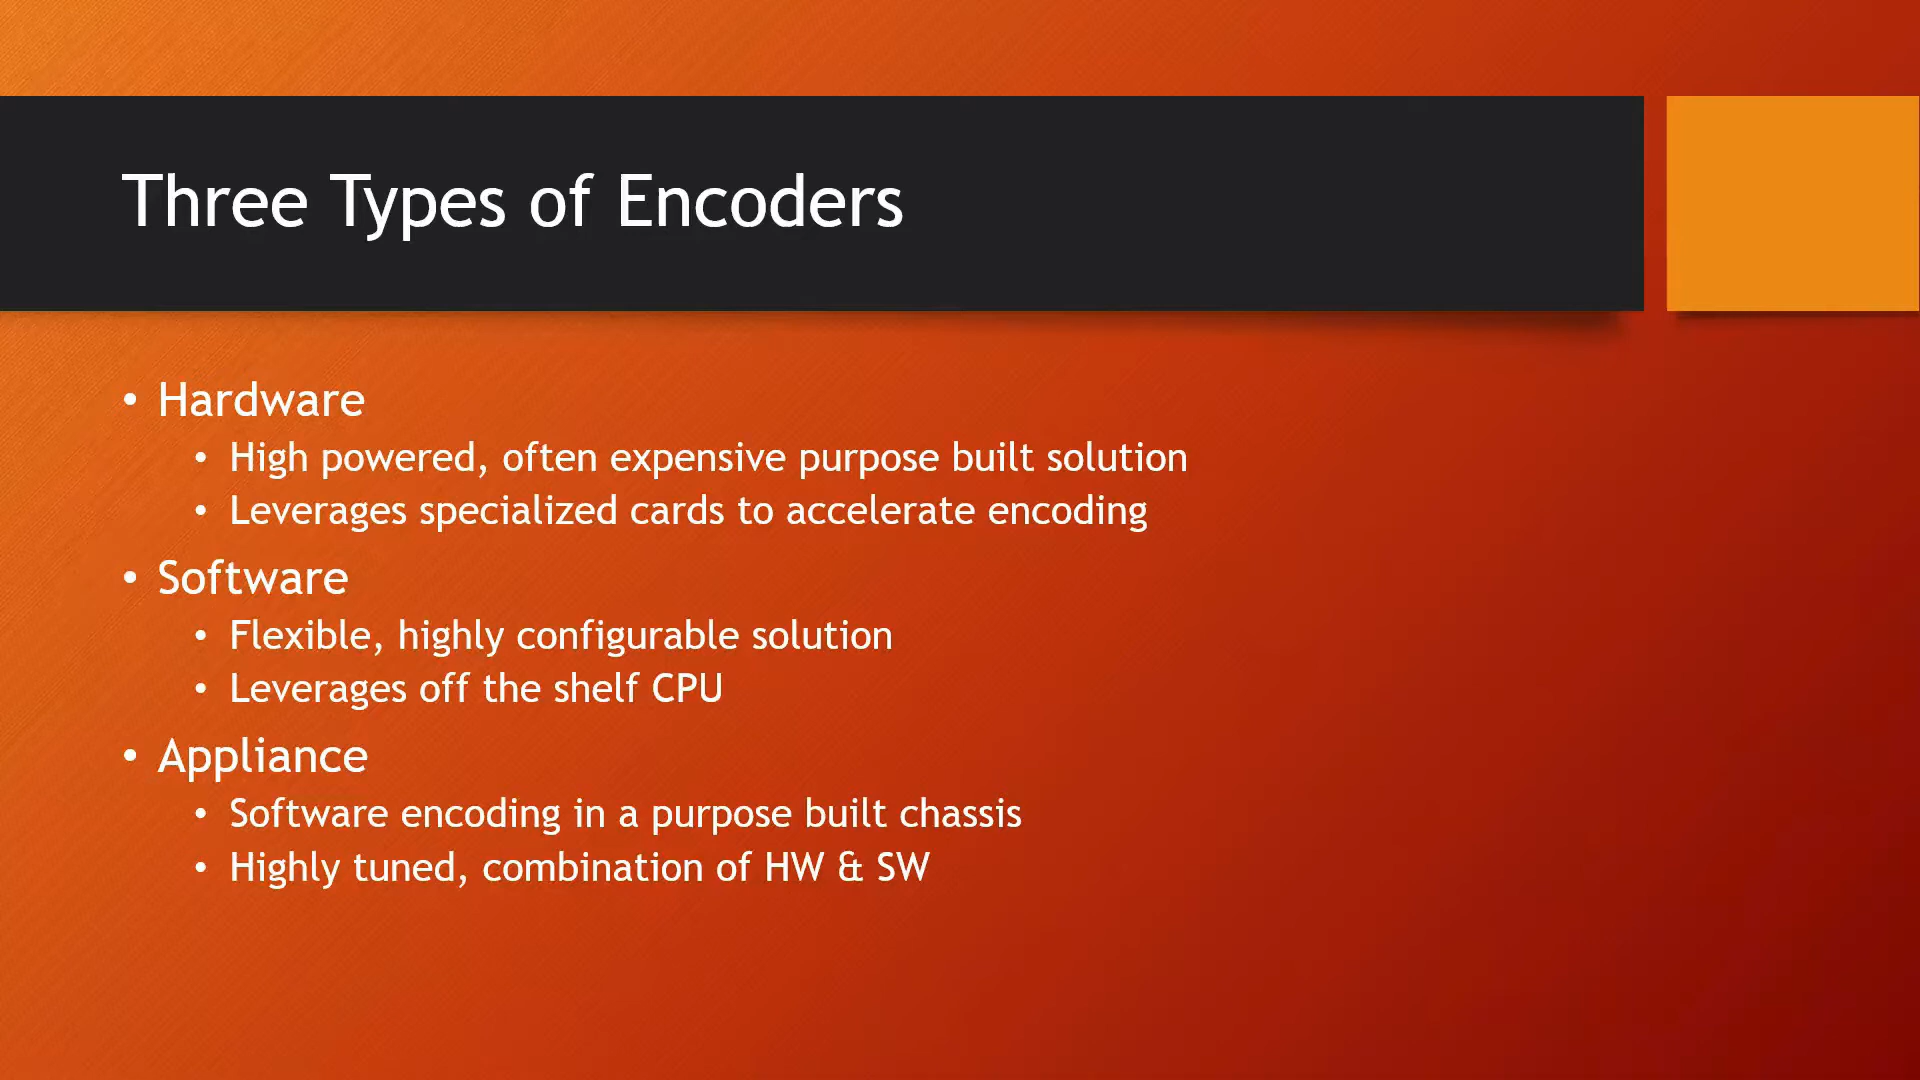 Three Types of Encoders
• Hardware
• High powered, often expensive purpose built solution
• Leverages specialized cards to accelerate encoding
• Software
• Flexible, highly configurable solution
• Leverages off the shelf CPU
• Appliance
• Software encoding in a purpose built chassis
• Highly tuned, combination of HW & SW